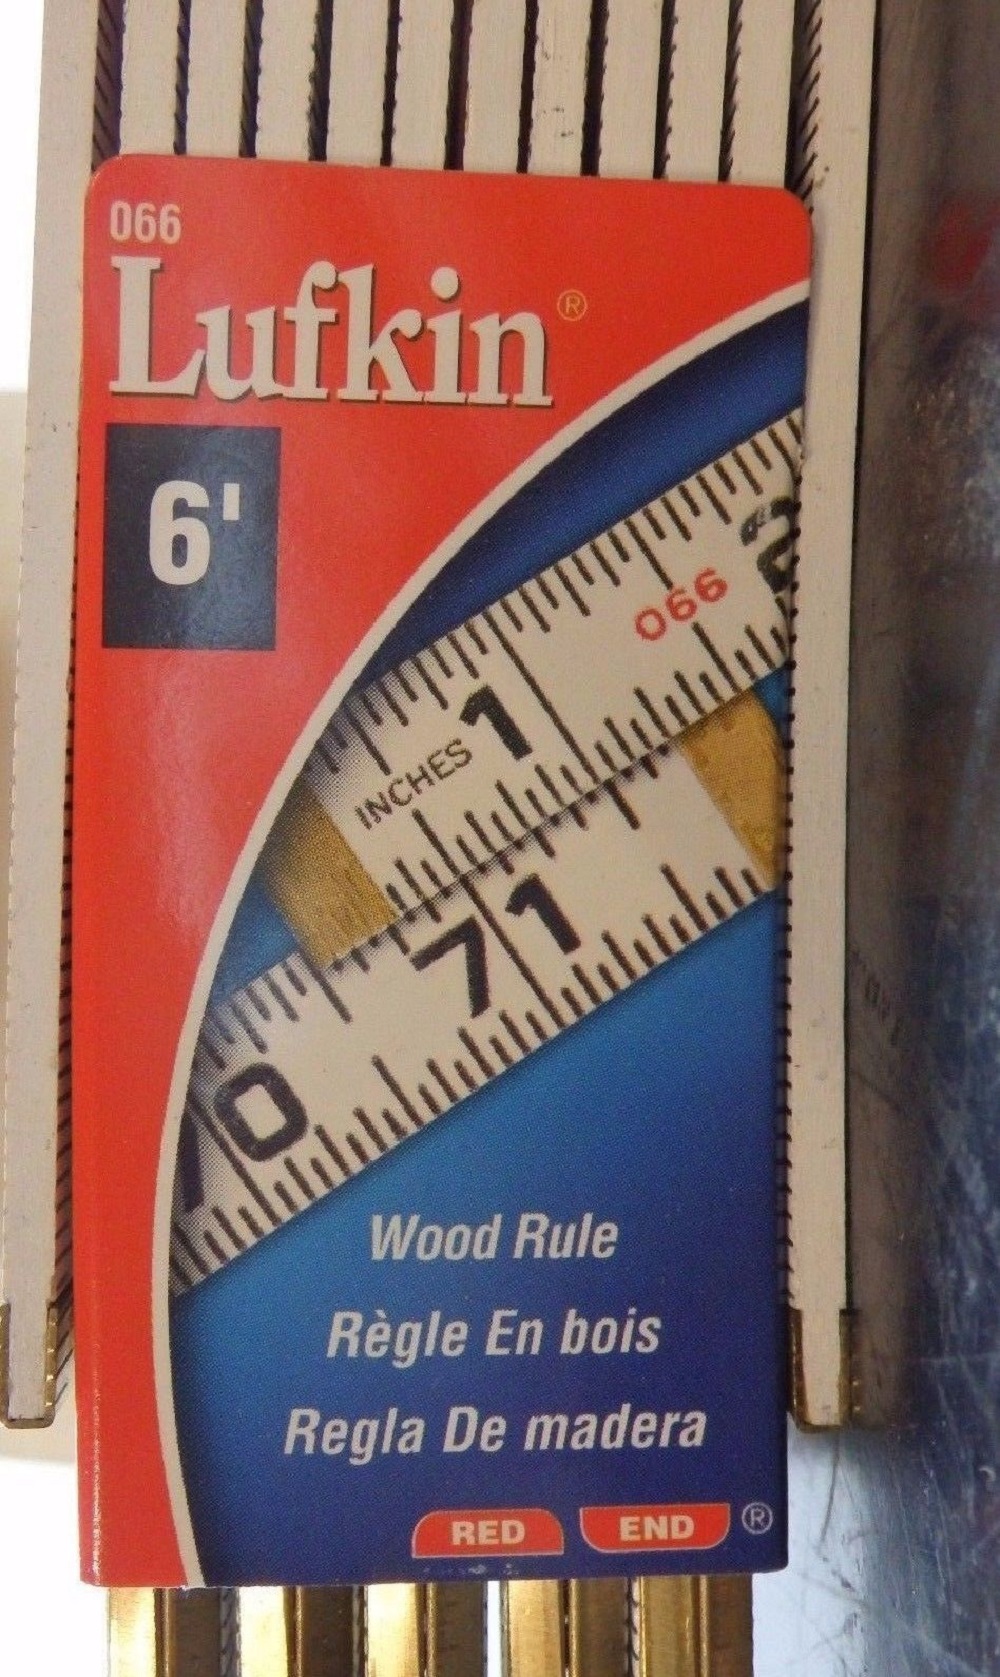 066
Lufkin®
6'
2
066
1
INCHES
71
70
Wood Rule
Règle En bois
Regla De madera
RED END ®